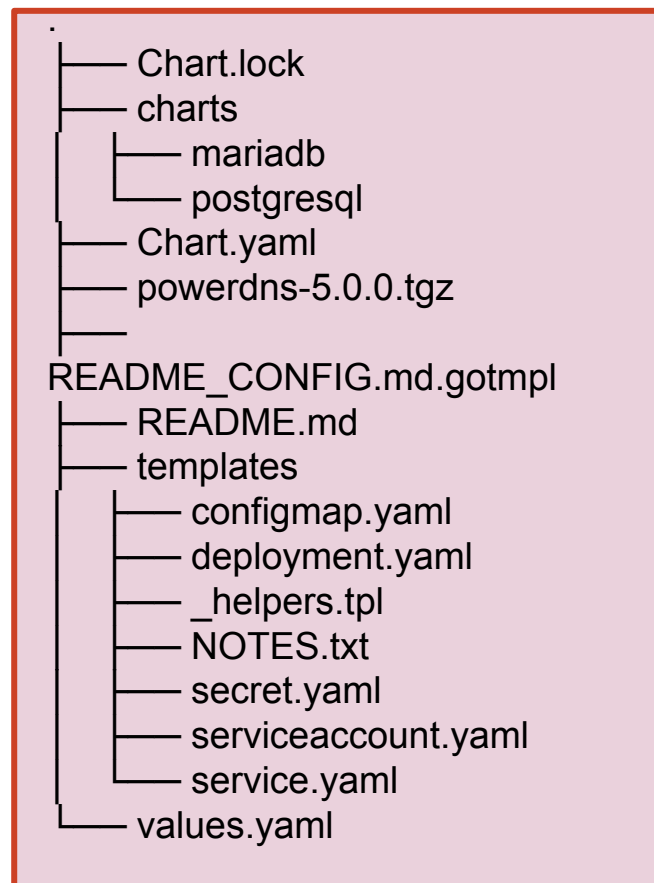 .
├── Chart.lock
├── charts
│   ├── mariadb
│   └── postgresql
├── Chart.yaml
├── powerdns-5.0.0.tgz
├──
README_CONFIG.md.gotmpl
├── README.md
├── templates
│   ├── configmap.yaml
│   ├── deployment.yaml
│   ├── _helpers.tpl
│   ├── NOTES.txt
│   ├── secret.yaml
│   ├── serviceaccount.yaml
│   └── service.yaml
└── values.yaml